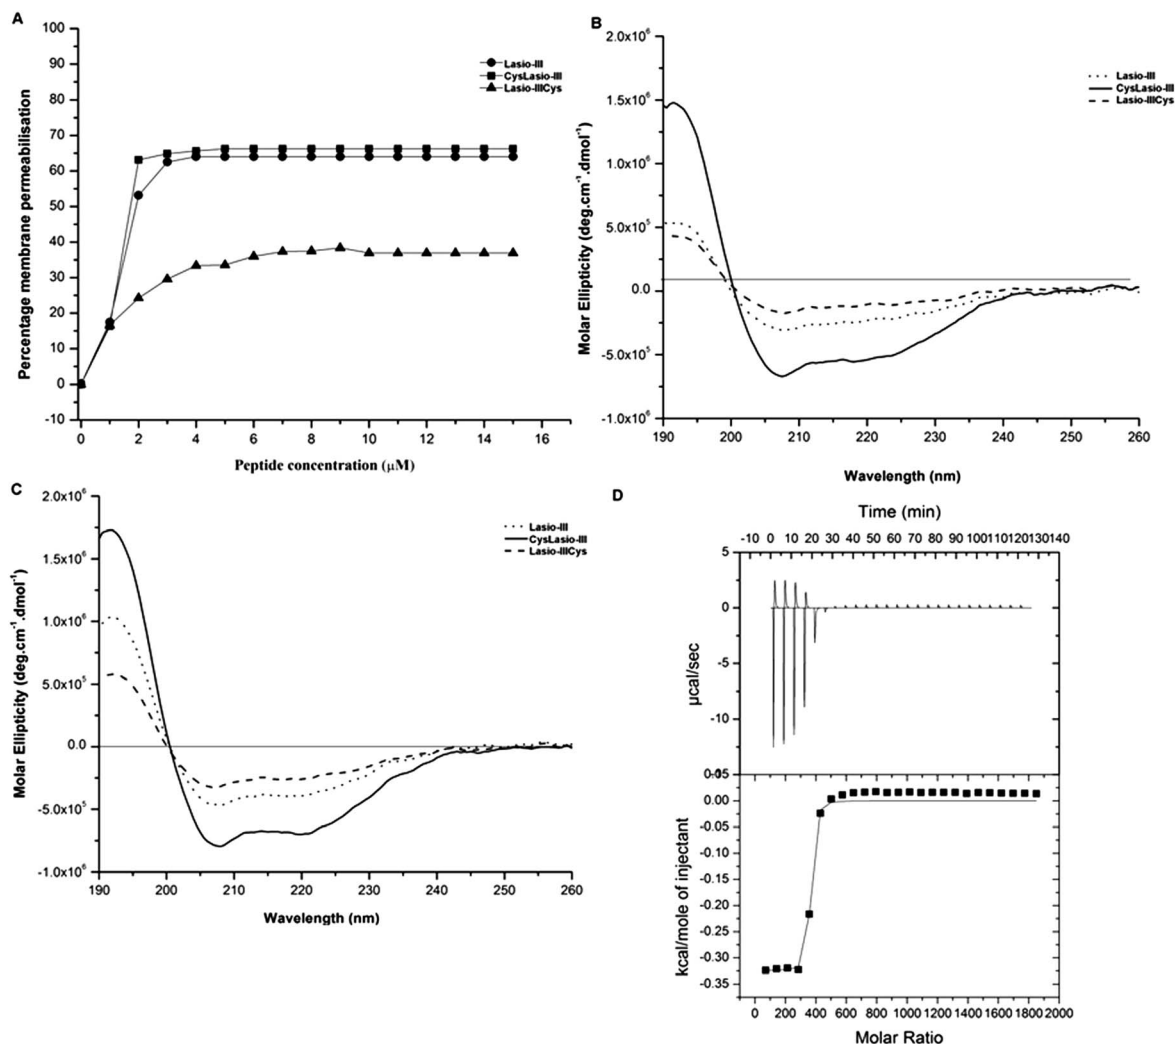 A
100
90
80
70
60
50
40
30
20
10
0
-10
0 2 4 6 8 10 12 14 16
Percentage membrane permeabilisation
Peptide concentration (μM)
Lasio-III
CysLasio-III
Lasio-IIICys
B
2.0x10⁶
1.5x10⁶
1.0x10⁶
5.0x10⁵
0.0
-5.0x10⁵
-1.0x10⁶
190 200 210 220 230 240 250 260
Molar Ellipticity (deg.cm⁻¹.dmol⁻¹)
Wavelength (nm)
Lasio-III
CysLasio-III
Lasio-IIICys
C
2.0x10⁶
1.5x10⁶
1.0x10⁶
5.0x10⁵
0.0
-5.0x10⁵
-1.0x10⁶
190 200 210 220 230 240 250 260
Molar Ellipticity (deg.cm⁻¹.dmol⁻¹)
Wavelength (nm)
Lasio-III
CysLasio-III
Lasio-IIICys
D
Time (min)
-10 0 10 20 30 40 50 60 70 80 90 100110120130140
5
0
-5
-10
μcal/sec
0.00
-0.05
-0.10
-0.15
-0.20
-0.25
-0.30
-0.35
kcal/mole of injectant
0 200 400 600 800 1000 1200 1400 1600 1800 2000
Molar Ratio